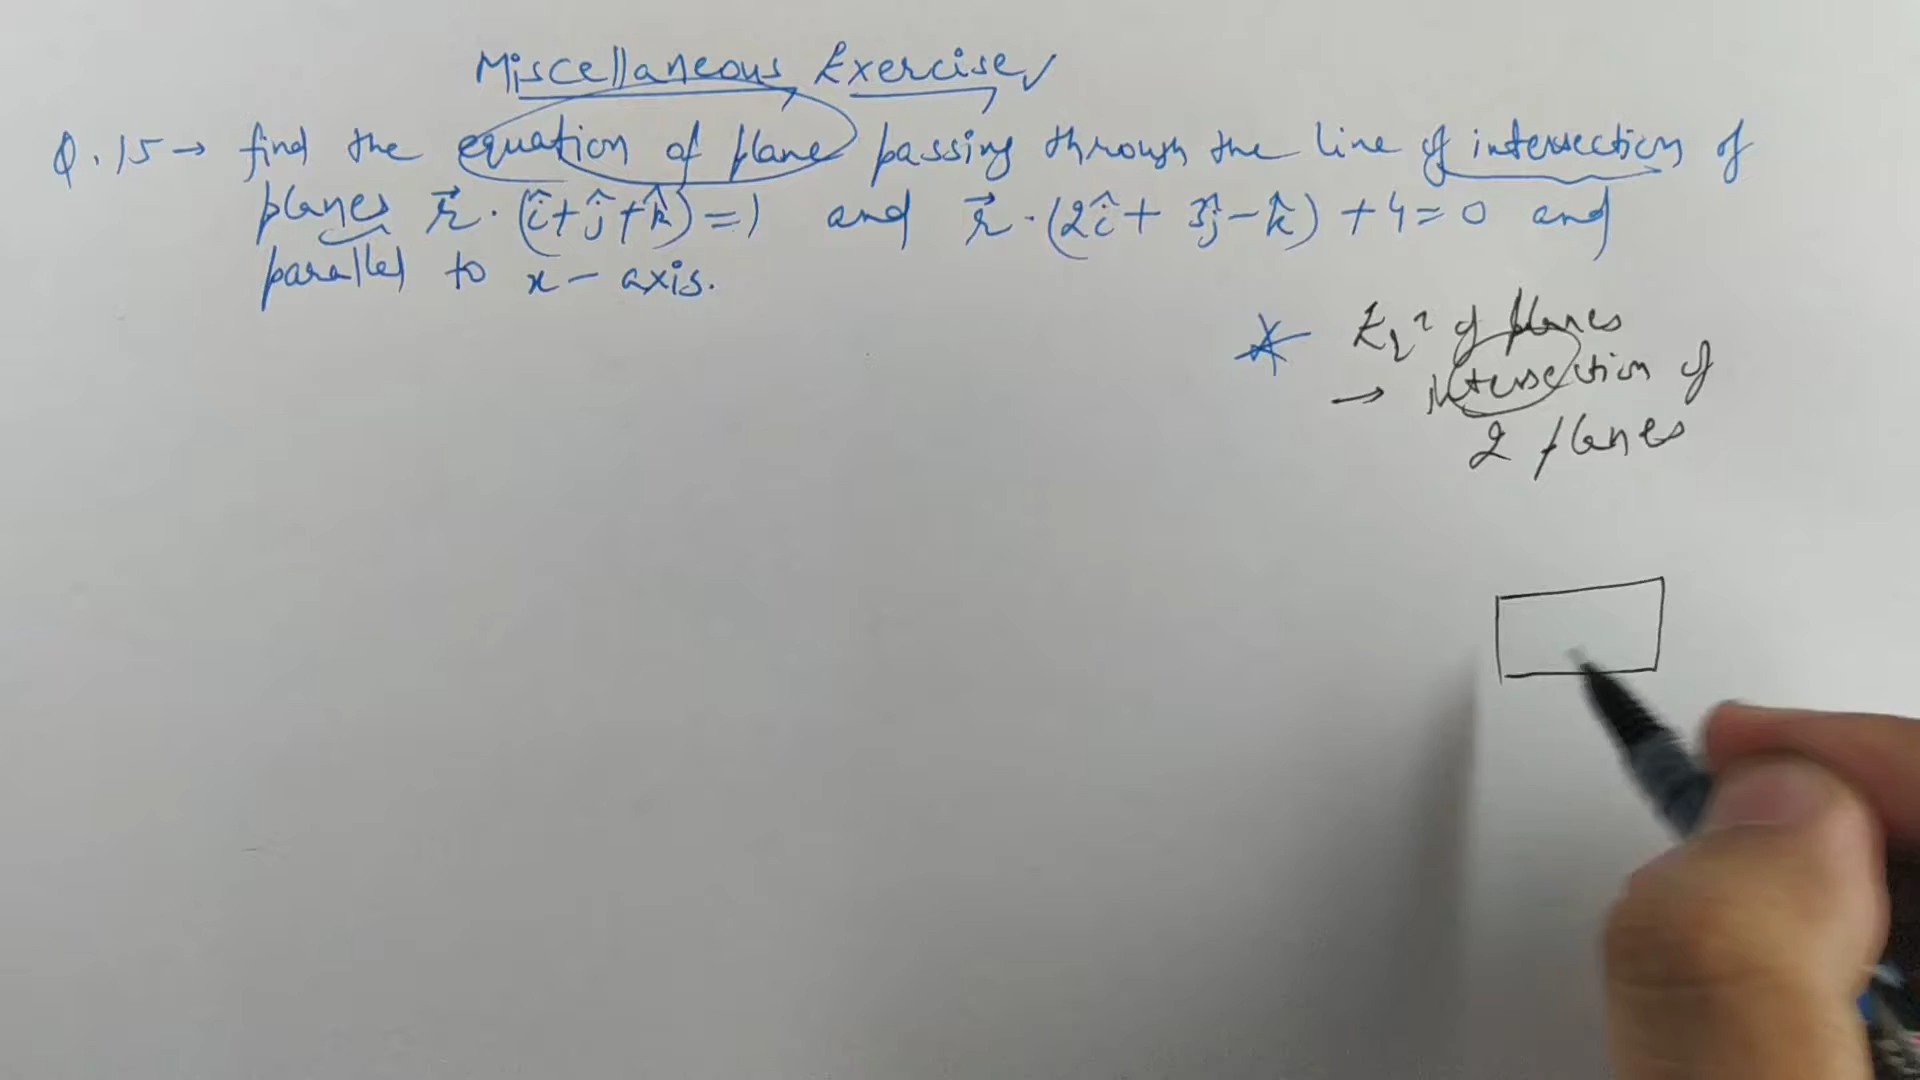 Miscellaneous Exercise ✓
Q.15 → find the equation of plane passing through the line of intersection of
planes r⃗ · (î + ĵ + k̂) = 1 and r⃗ · (2î + 3ĵ − k̂) + 4 = 0 and
parallel to x − axis.
Eqⁿ of planes
→ intersection of
2 planes